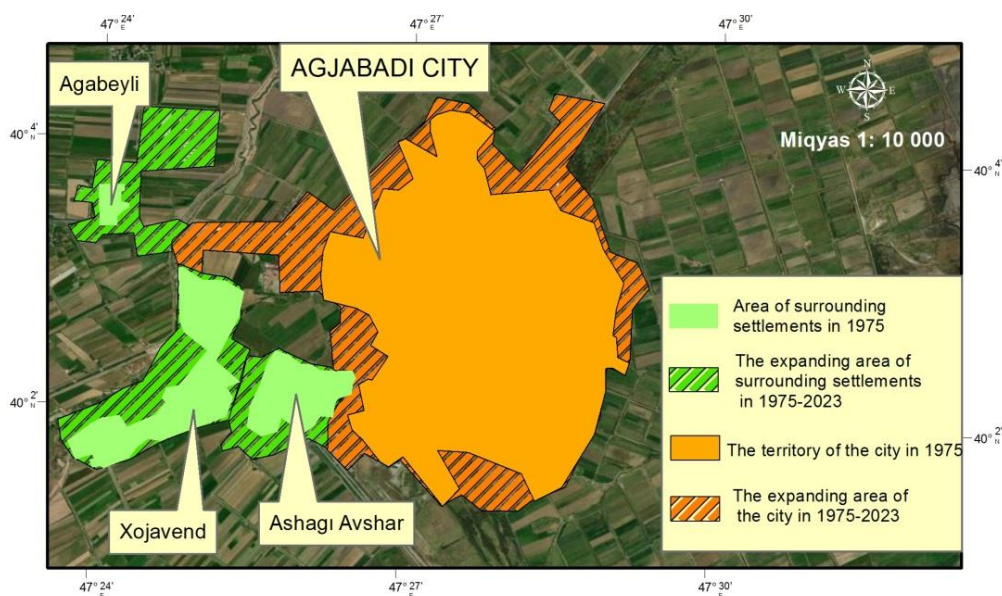 47° 24' E
47° 27' E
47° 30' E
Agabeyli
AGJABADI CITY
N
W E
S
Miqyas 1: 10 000
40° 4' N
40° 4' N
Area of surrounding
settlements in 1975
The expanding area of
surrounding settlements
in 1975-2023
The territory of the city in 1975
The expanding area of
the city in 1975-2023
40° 2' N
40° 2' N
Xojavend
Ashagı Avshar
47° 24' E
47° 27' E
47° 30' E